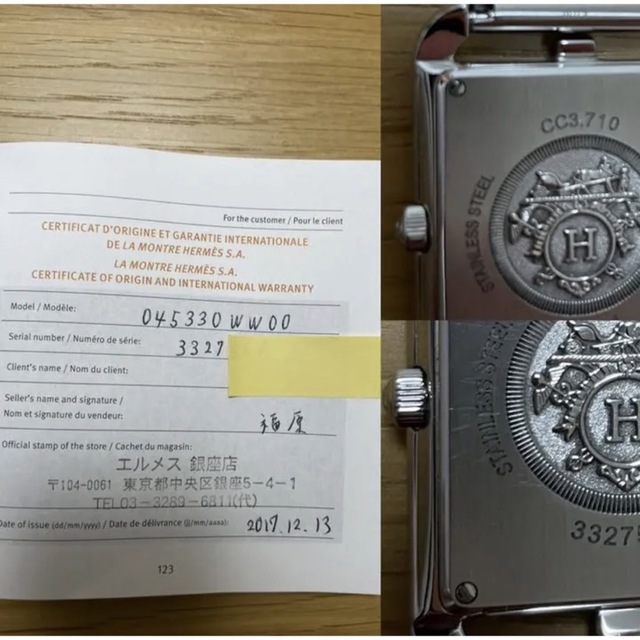 For the customer / Pour le client
CERTIFICAT D'ORIGINE ET GARANTIE INTERNATIONALE
DE LA MONTRE HERMÈS S.A.
LA MONTRE HERMÈS S.A.
CERTIFICATE OF ORIGIN AND INTERNATIONAL WARRANTY
Model / Modèle: 045330WW00
Serial number / Numéro de série: 3327
Client's name / Nom du client:
Seller's name and signature /
Nom et signature du vendeur: 福原
Official stamp of the store / Cachet du magasin:
エルメス 銀座店
〒104-0061 東京都中央区銀座5-4-1
TEL03-3289-6811(代)
Date of issue (dd/mm/yyyy) / Date de délivrance (jj/mm/aaaa): 2017.12.13
123
CC3.710
STAINLESS STEEL
H
STAINLESS STEEL
H
3327